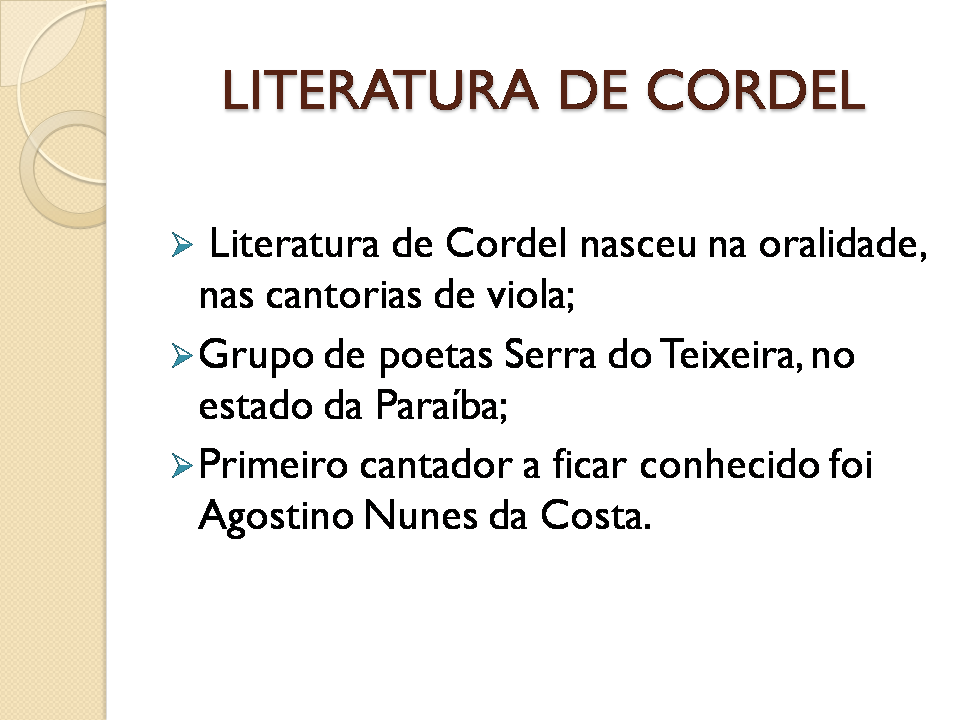 LITERATURA DE CORDEL
➢ Literatura de Cordel nasceu na oralidade,
nas cantorias de viola;
➢ Grupo de poetas Serra do Teixeira, no
estado da Paraíba;
➢ Primeiro cantador a ficar conhecido foi
Agostino Nunes da Costa.